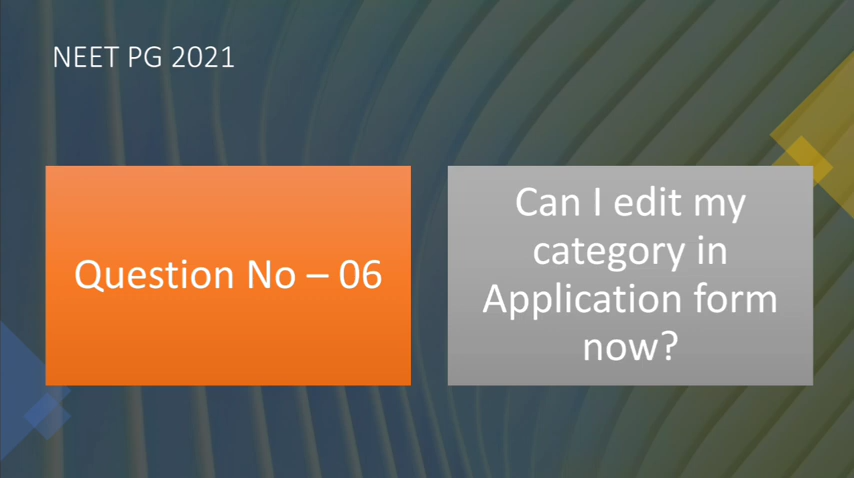 NEET PG 2021
Question No – 06
Can I edit my
category in
Application form
now?